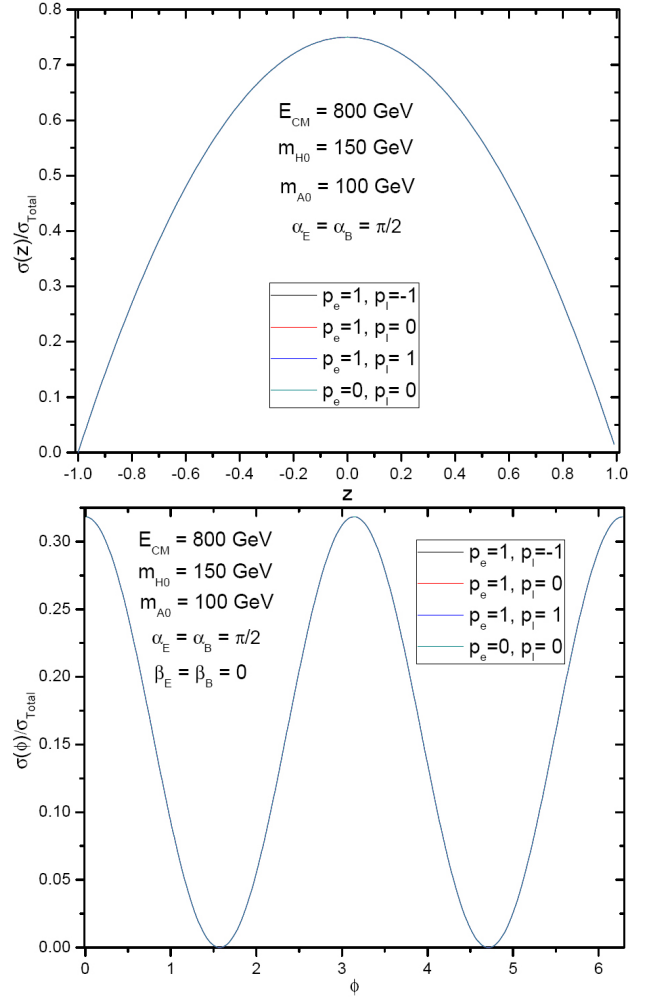 0.8
0.7
0.6
0.5
0.4
0.3
0.2
0.1
0.0
σ(z)/σ_Total
E_CM = 800 GeV
m_H0 = 150 GeV
m_A0 = 100 GeV
α_E = α_B = π/2
p_e=1, p_l=-1
p_e=1, p_l= 0
p_e=1, p_l= 1
p_e=0, p_l= 0
-1.0 -0.8 -0.6 -0.4 -0.2 0.0 0.2 0.4 0.6 0.8 1.0
z
0.30
0.25
0.20
0.15
0.10
0.05
0.00
σ(ϕ)/σ_Total
E_CM = 800 GeV
m_H0 = 150 GeV
m_A0 = 100 GeV
α_E = α_B = π/2
β_E = β_B = 0
p_e=1, p_l=-1
p_e=1, p_l= 0
p_e=1, p_l= 1
p_e=0, p_l= 0
0 1 2 3 4 5 6
ϕ